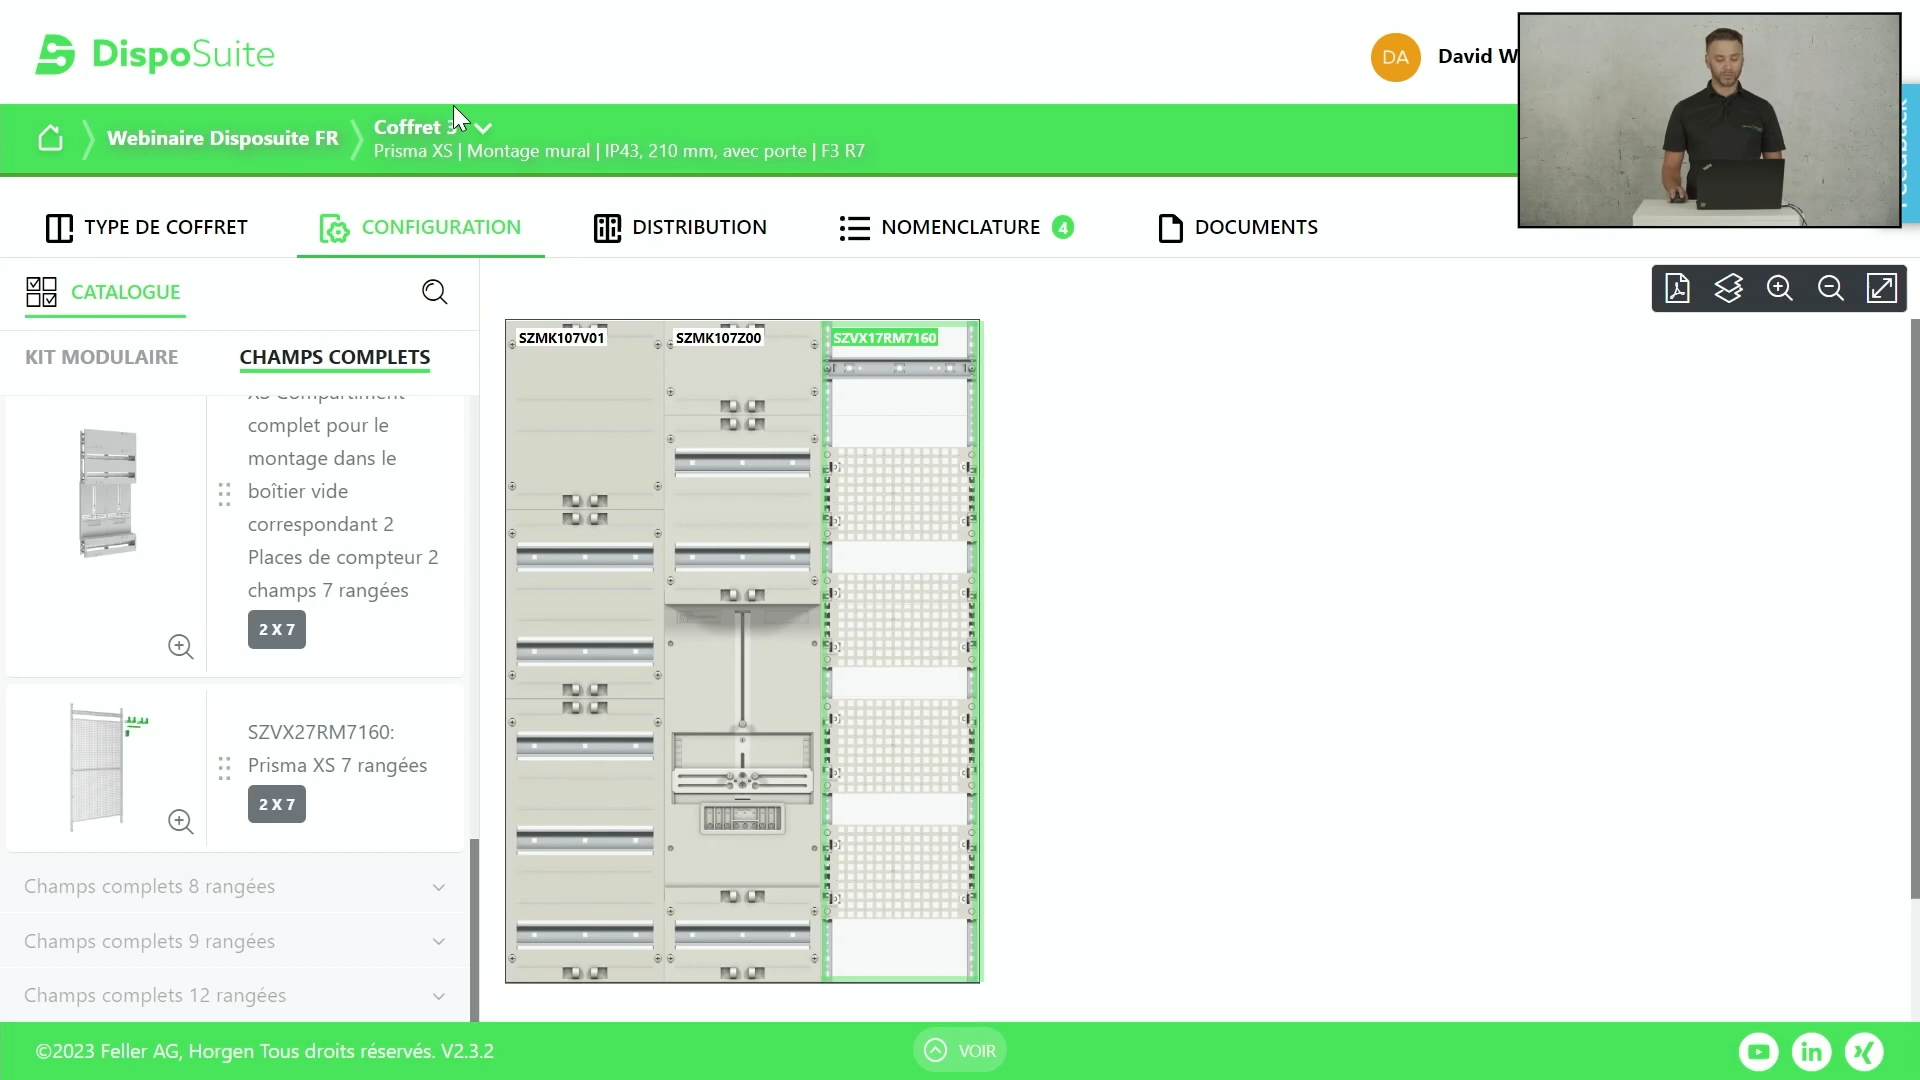 DispoSuite
DA
David W
Webinaire Disposuite FR
Coffret 3
Prisma XS | Montage mural | IP43, 210 mm, avec porte | F3 R7
TYPE DE COFFRET
CONFIGURATION
DISTRIBUTION
NOMENCLATURE 4
DOCUMENTS
CATALOGUE
KIT MODULAIRE
CHAMPS COMPLETS
XS Compartiment
complet pour le
montage dans le
boîtier vide
correspondant 2
Places de compteur 2
champs 7 rangées
2 X 7
SZVX27RM7160:
Prisma XS 7 rangées
2 X 7
Champs complets 8 rangées
Champs complets 9 rangées
Champs complets 12 rangées
SZMK107V01
SZMK107Z00
SZVX17RM7160
©2023 Feller AG, Horgen Tous droits réservés. V2.3.2
VOIR
in